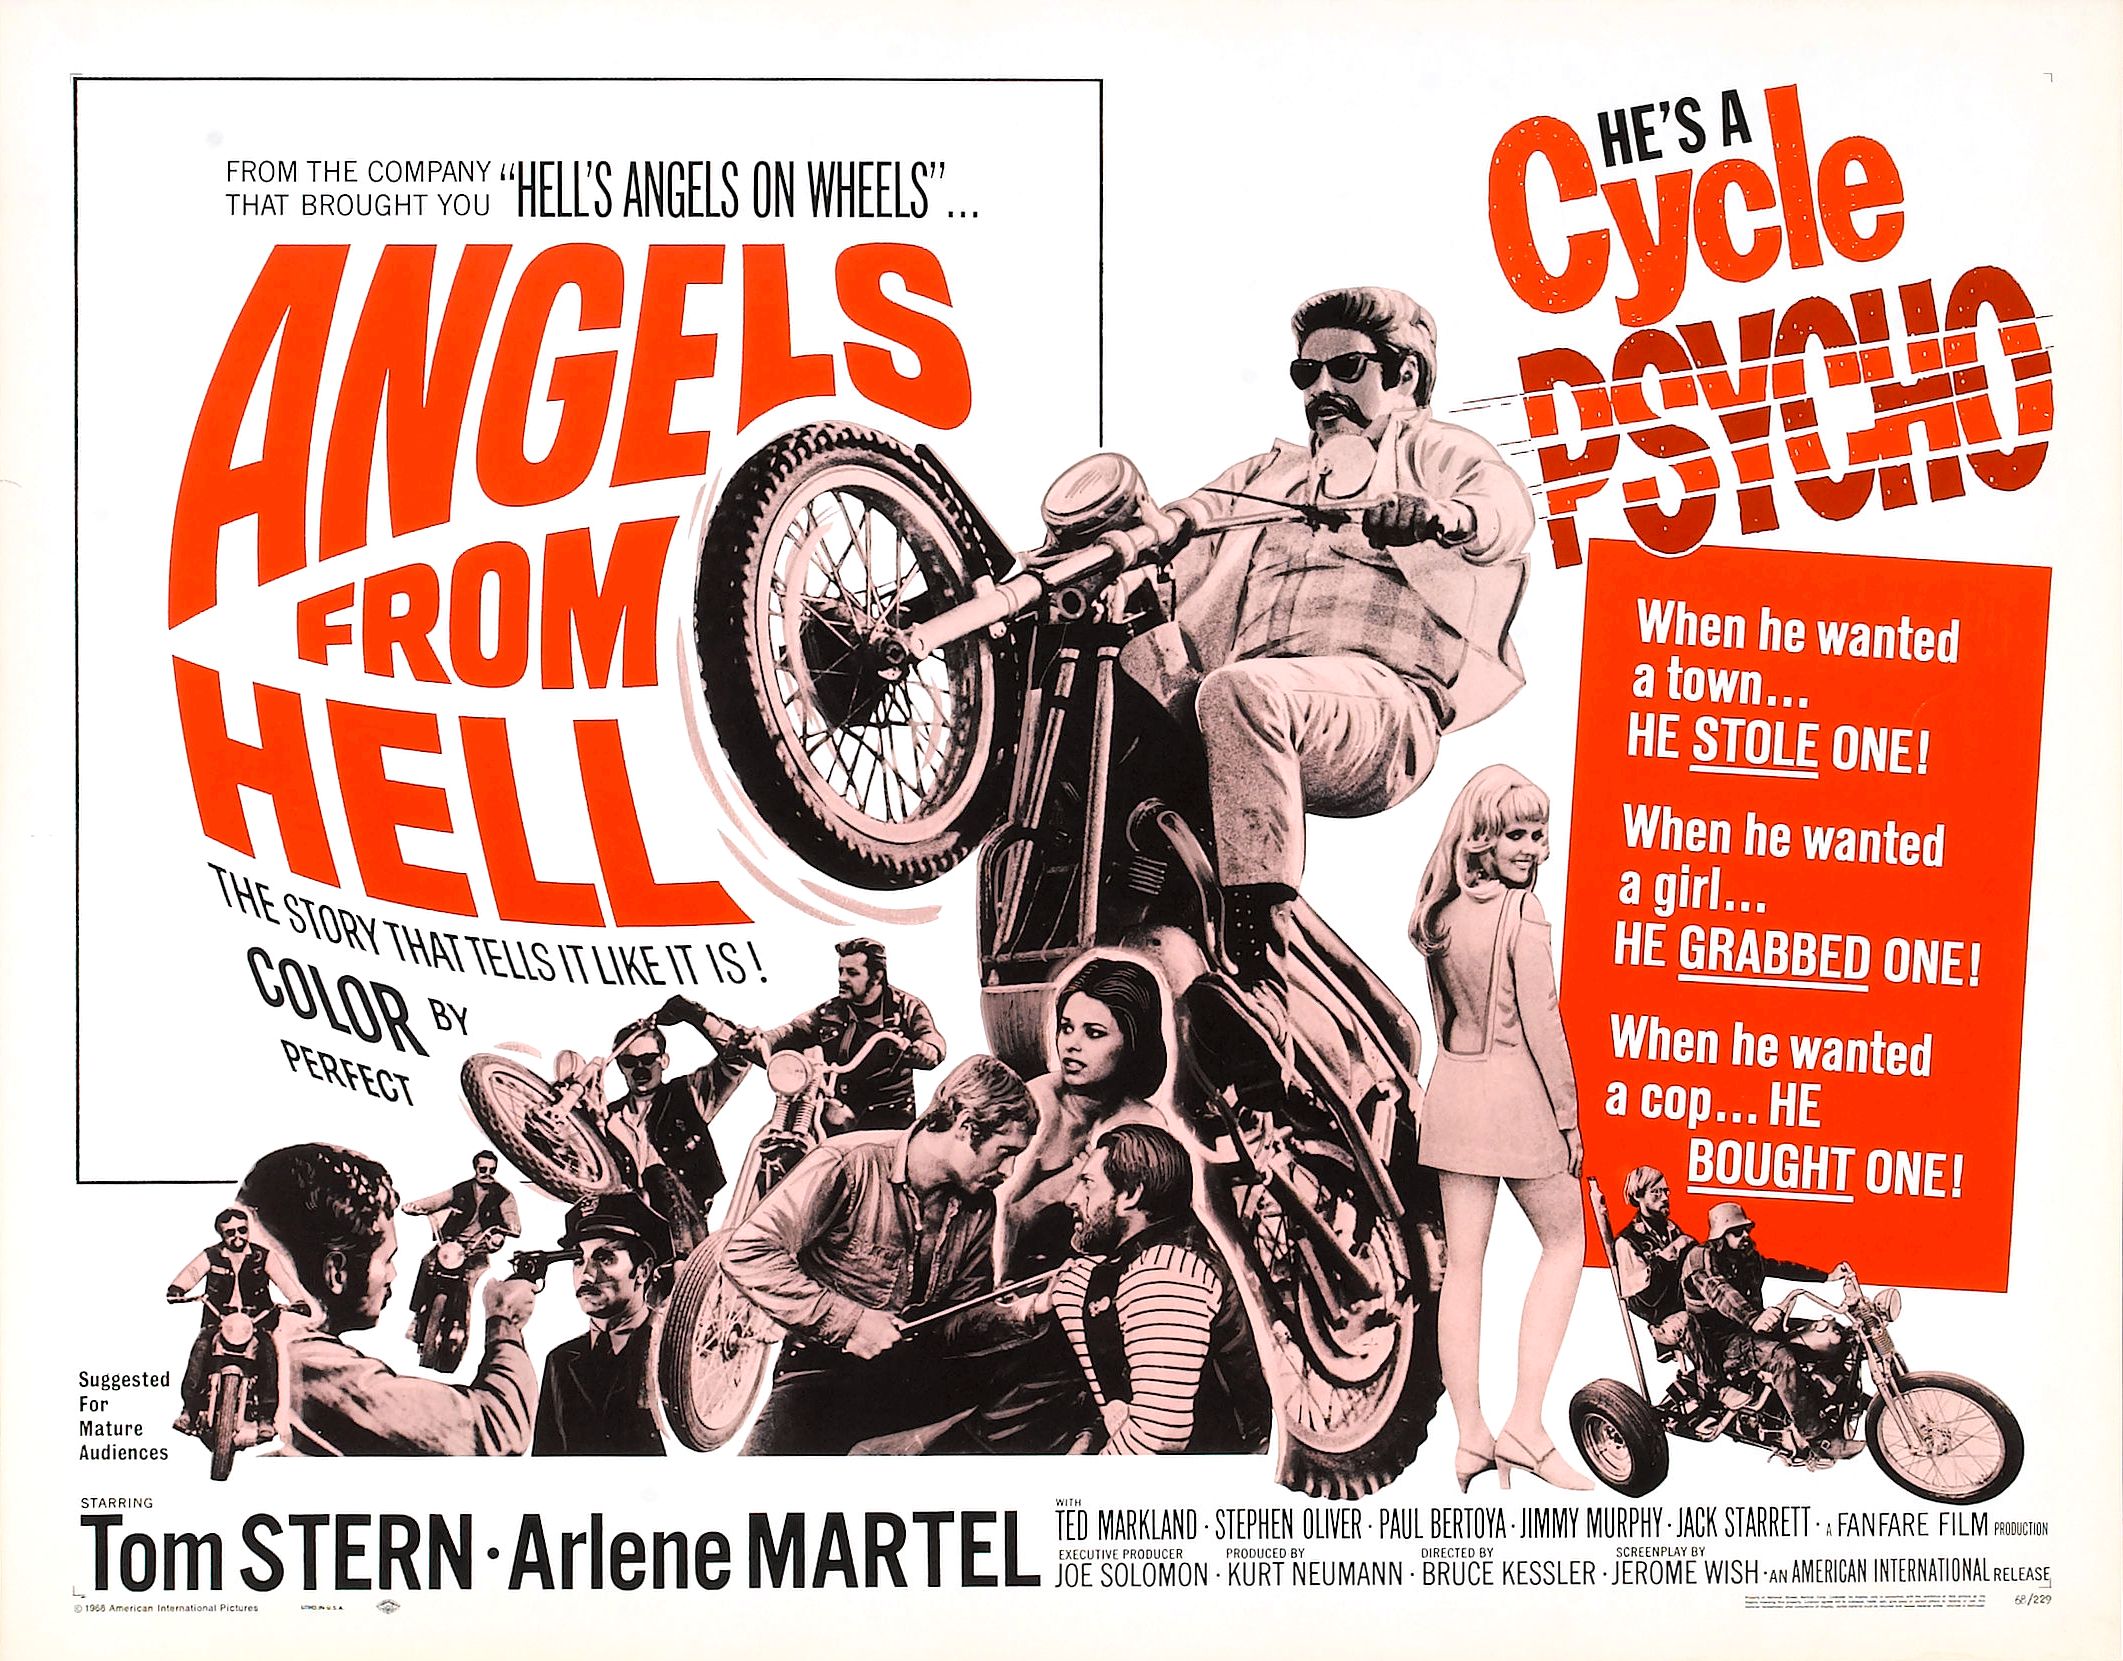 FROM THE COMPANY
THAT BROUGHT YOU "HELL'S ANGELS ON WHEELS"...
ANGELS
FROM
HELL
THE STORY THAT TELLS IT LIKE IT IS!
COLOR BY
PERFECT
HE'S A
Cycle
PSYCHO
When he wanted
a town...
HE STOLE ONE!
When he wanted
a girl...
HE GRABBED ONE!
When he wanted
a cop... HE
BOUGHT ONE!
Suggested
For
Mature
Audiences
STARRING
Tom STERN · Arlene MARTEL
WITH
TED MARKLAND · STEPHEN OLIVER · PAUL BERTOYA · JIMMY MURPHY · JACK STARRETT · A FANFARE FILM PRODUCTION
EXECUTIVE PRODUCER
JOE SOLOMON ·
PRODUCED BY
KURT NEUMANN ·
DIRECTED BY
BRUCE KESSLER ·
SCREENPLAY BY
JEROME WISH · AN AMERICAN INTERNATIONAL RELEASE
© 1968 American International Pictures
LITHO. IN U.S.A.
68/229